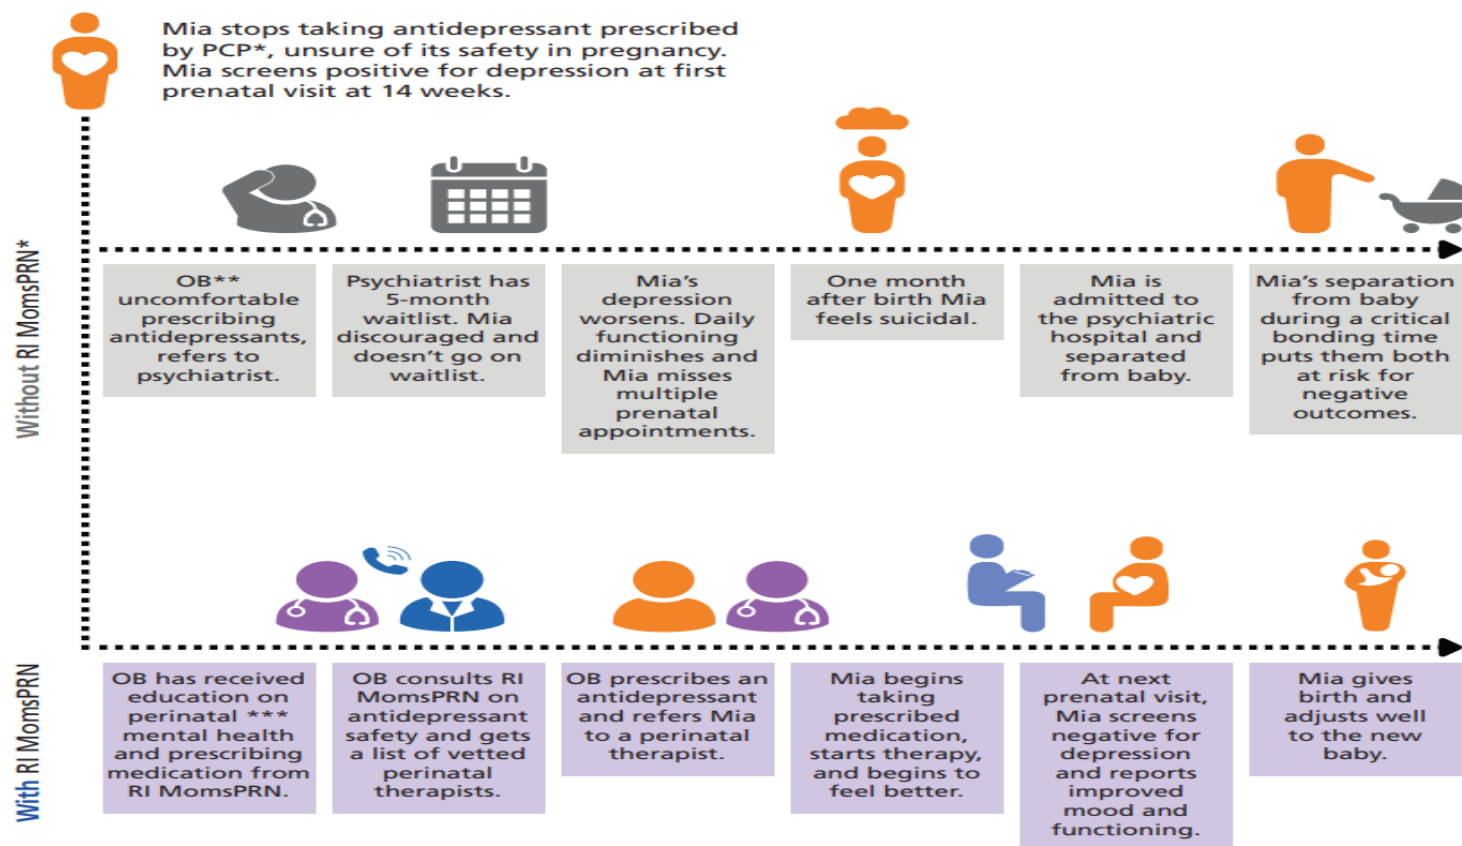 Mia stops taking antidepressant prescribed
by PCP*, unsure of its safety in pregnancy.
Mia screens positive for depression at first
prenatal visit at 14 weeks.
Without RI MomsPRN*
OB**
uncomfortable
prescribing
antidepressants,
refers to
psychiatrist.
Psychiatrist has
5-month
waitlist. Mia
discouraged and
doesn't go on
waitlist.
Mia's
depression
worsens. Daily
functioning
diminishes and
Mia misses
multiple
prenatal
appointments.
One month
after birth Mia
feels suicidal.
Mia is
admitted to
the psychiatric
hospital and
separated
from baby.
Mia's separation
from baby
during a critical
bonding time
puts them both
at risk for
negative
outcomes.
With RI MomsPRN
OB has received
education on
perinatal ***
mental health
and prescribing
medication from
RI MomsPRN.
OB consults RI
MomsPRN on
antidepressant
safety and gets
a list of vetted
perinatal
therapists.
OB prescribes an
antidepressant
and refers Mia
to a perinatal
therapist.
Mia begins
taking
prescribed
medication,
starts therapy,
and begins to
feel better.
At next
prenatal visit,
Mia screens
negative for
depression
and reports
improved
mood and
functioning.
Mia gives
birth and
adjusts well
to the new
baby.